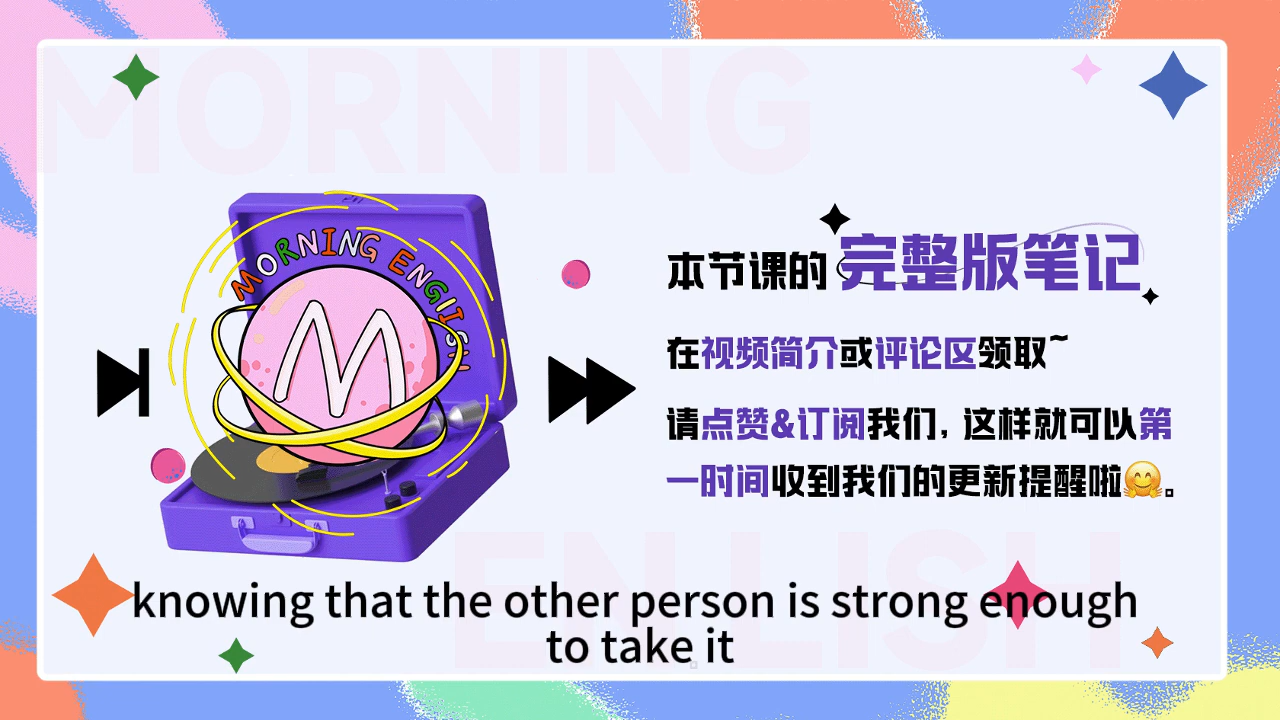 MORNING
MORNING ENGLISH
M
本节课的 完整版笔记
在视频简介或评论区领取~
请点赞&订阅我们, 这样就可以第
一时间收到我们的更新提醒啦🤗。
EN LISH
knowing that the other person is strong enough
to take it